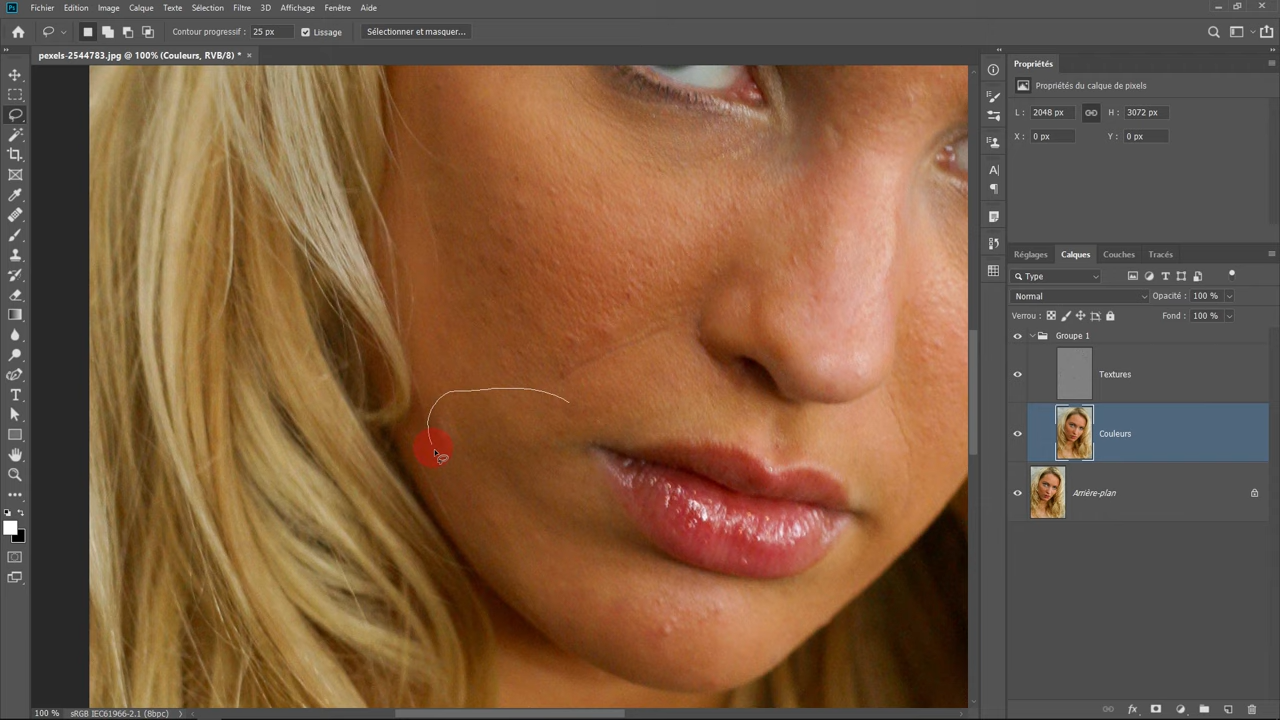 Ps Fichier Edition Image Calque Texte Sélection Filtre 3D Affichage Fenêtre Aide
Contour progressif : 25 px Lissage Sélectionner et masquer...
pexels-2544783.jpg @ 100% (Couleurs, RVB/8) * ×
Propriétés
Propriétés du calque de pixels
L : 2048 px H : 3072 px
X : 0 px Y : 0 px
Réglages Calques Couches Tracés
Type
Normal Opacité : 100 %
Verrou : Fond : 100 %
Groupe 1
Textures
Couleurs
Arrière-plan
100 % sRGB IEC61966-2.1 (8bpc)